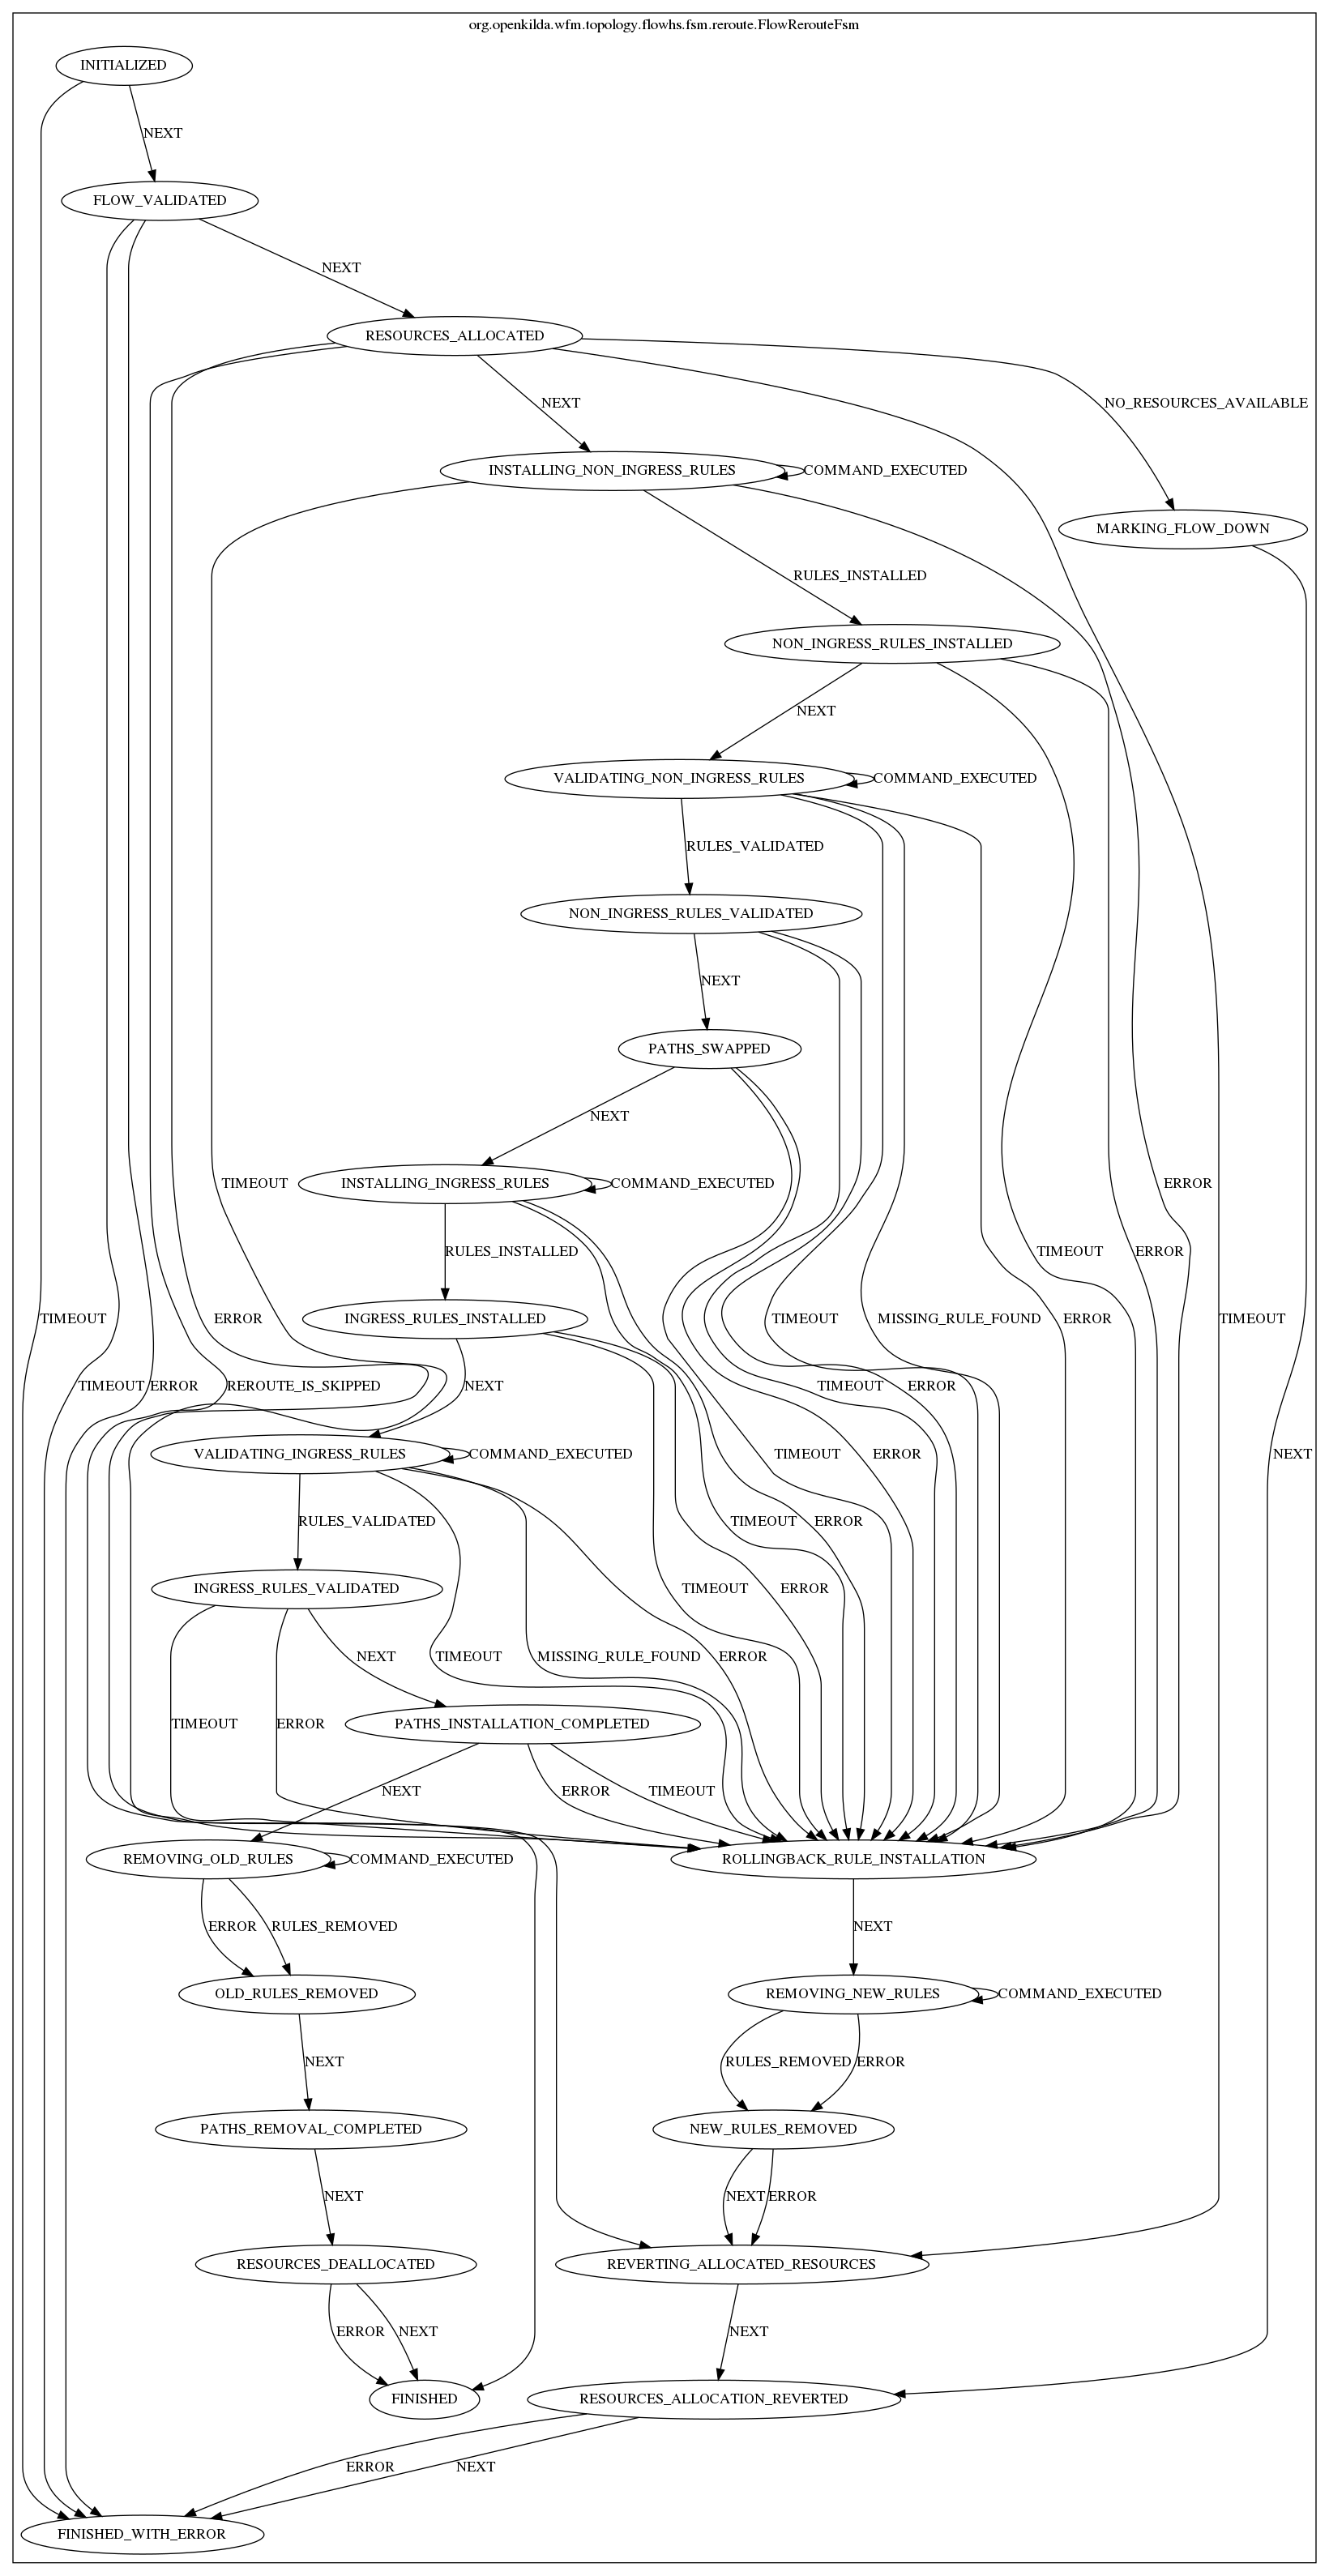 org.openkilda.wfm.topology.flowhs.fsm.reroute.FlowRerouteFsm
INITIALIZED
NEXT
FLOW_VALIDATED
NEXT
RESOURCES_ALLOCATED
NEXT
NO_RESOURCES_AVAILABLE
INSTALLING_NON_INGRESS_RULES
COMMAND_EXECUTED
MARKING_FLOW_DOWN
RULES_INSTALLED
NON_INGRESS_RULES_INSTALLED
NEXT
VALIDATING_NON_INGRESS_RULES
COMMAND_EXECUTED
RULES_VALIDATED
NON_INGRESS_RULES_VALIDATED
NEXT
PATHS_SWAPPED
NEXT
INSTALLING_INGRESS_RULES
COMMAND_EXECUTED
TIMEOUT
ERROR
RULES_INSTALLED
TIMEOUT
ERROR
TIMEOUT
ERROR
INGRESS_RULES_INSTALLED
TIMEOUT
MISSING_RULE_FOUND
ERROR
TIMEOUT
TIMEOUT
ERROR
REROUTE_IS_SKIPPED
NEXT
TIMEOUT
ERROR
VALIDATING_INGRESS_RULES
COMMAND_EXECUTED
TIMEOUT
ERROR
NEXT
RULES_VALIDATED
TIMEOUT
ERROR
INGRESS_RULES_VALIDATED
TIMEOUT
ERROR
NEXT
TIMEOUT
MISSING_RULE_FOUND
ERROR
TIMEOUT
ERROR
PATHS_INSTALLATION_COMPLETED
NEXT
ERROR
TIMEOUT
REMOVING_OLD_RULES
COMMAND_EXECUTED
ROLLINGBACK_RULE_INSTALLATION
ERROR
RULES_REMOVED
NEXT
OLD_RULES_REMOVED
REMOVING_NEW_RULES
COMMAND_EXECUTED
NEXT
RULES_REMOVED
ERROR
PATHS_REMOVAL_COMPLETED
NEW_RULES_REMOVED
NEXT
NEXT
ERROR
RESOURCES_DEALLOCATED
REVERTING_ALLOCATED_RESOURCES
ERROR
NEXT
NEXT
FINISHED
RESOURCES_ALLOCATION_REVERTED
ERROR
NEXT
FINISHED_WITH_ERROR